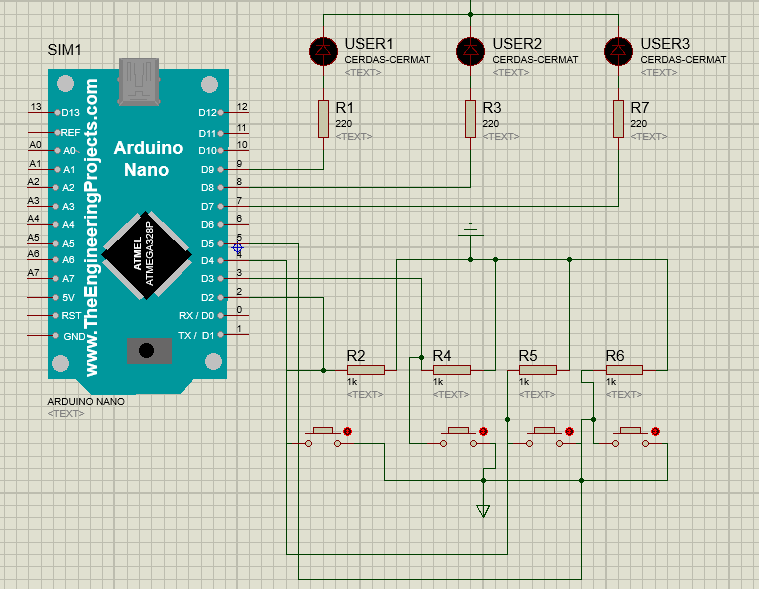 SIM1
USER1
CERDAS-CERMAT
<TEXT>
USER2
CERDAS-CERMAT
<TEXT>
USER3
CERDAS-CERMAT
<TEXT>
R1
220
<TEXT>
R3
220
<TEXT>
R7
220
<TEXT>
www.TheEngineeringProjects.com
Arduino
Nano
ATMEL
ATMEGA328P
13 D13
REF
A0 A0
A1 A1
A2 A2
A3 A3
A4 A4
A5 A5
A6 A6
A7 A7
5V
RST
GND
D12 12
D11 11
D10 10
D9 9
D8 8
D7 7
D6 6
D5 5
D4 4
D3 3
D2 2
RX / D0 0
TX / D1 1
ARDUINO NANO
<TEXT>
R2
1k
<TEXT>
R4
1k
<TEXT>
R5
1k
<TEXT>
R6
1k
<TEXT>